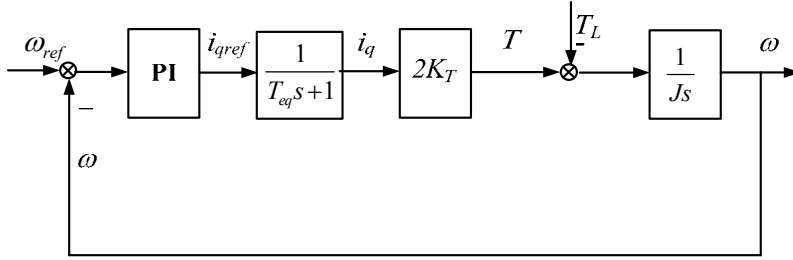 ω_ref
−
ω
PI
i_qref
1
T_eq s+1
i_q
2K_T
T
T_L
-
1
Js
ω